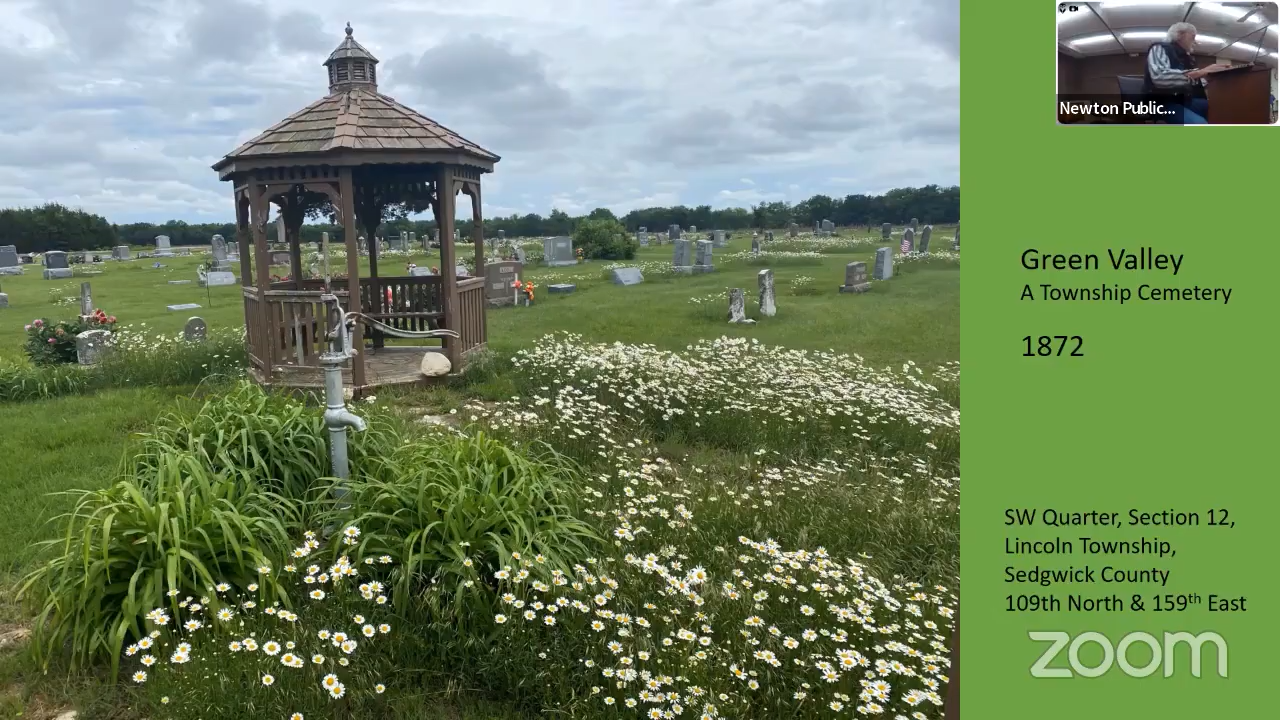 Newton Public...
Green Valley
A Township Cemetery
1872
SW Quarter, Section 12,
Lincoln Township,
Sedgwick County
109th North & 159th East
zoom